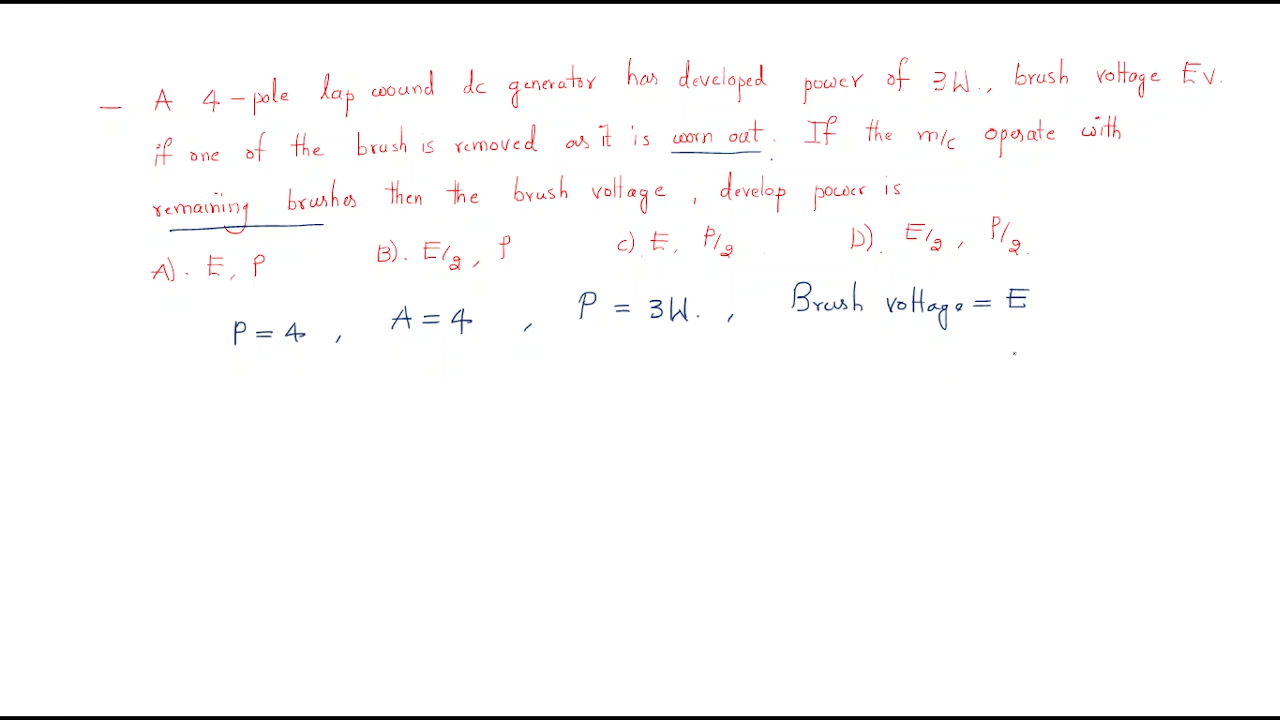 — A 4-pole lap wound dc generator has developed power of 3W., brush voltage EV.
if one of the brush is removed as it is worn out. If the m/c operate with
remaining brushes then the brush voltage, develop power is
A). E, P B). E/2, P C) E, P/2 D). E/2, P/2.
P = 4, A = 4, P = 3W., Brush voltage = E